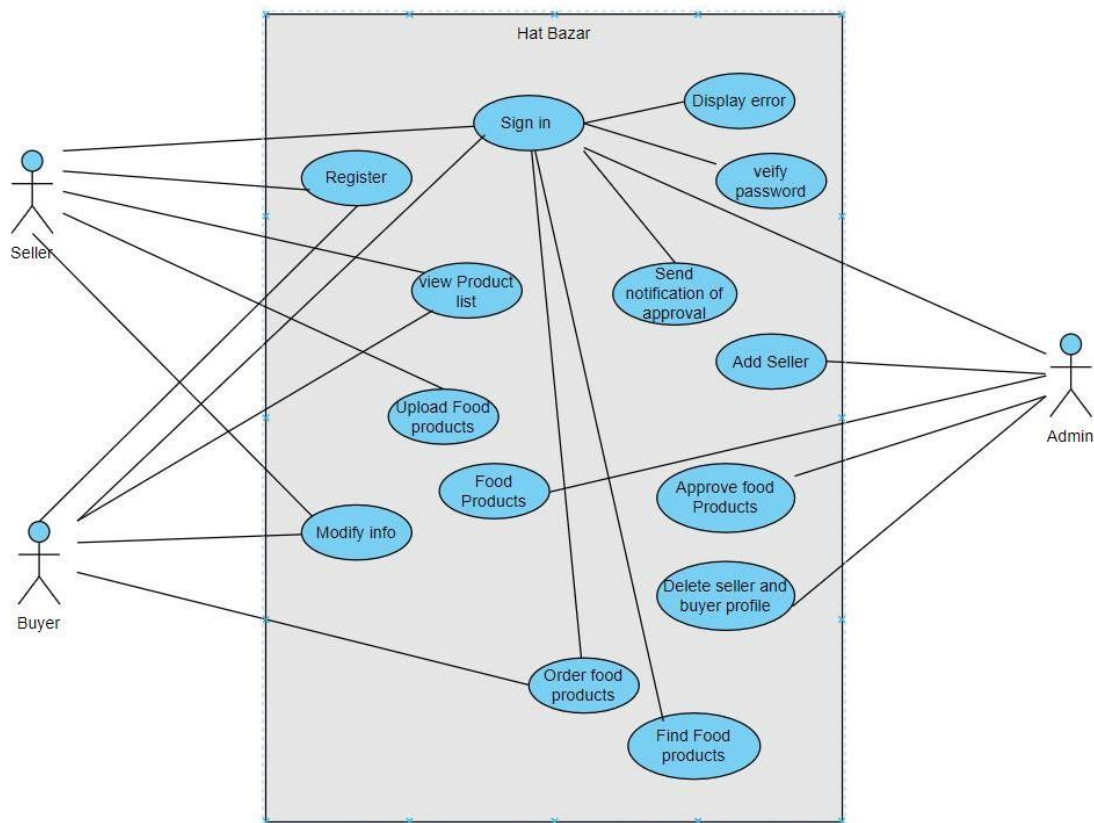 Hat Bazar
Display error
Sign in
Register
veify
password
Seller
view Product
list
Send
notification of
approval
Add Seller
Admin
Upload Food
products
Food
Products
Approve food
Products
Modify info
Delete seller and
buyer profile
Buyer
Order food
products
Find Food
products